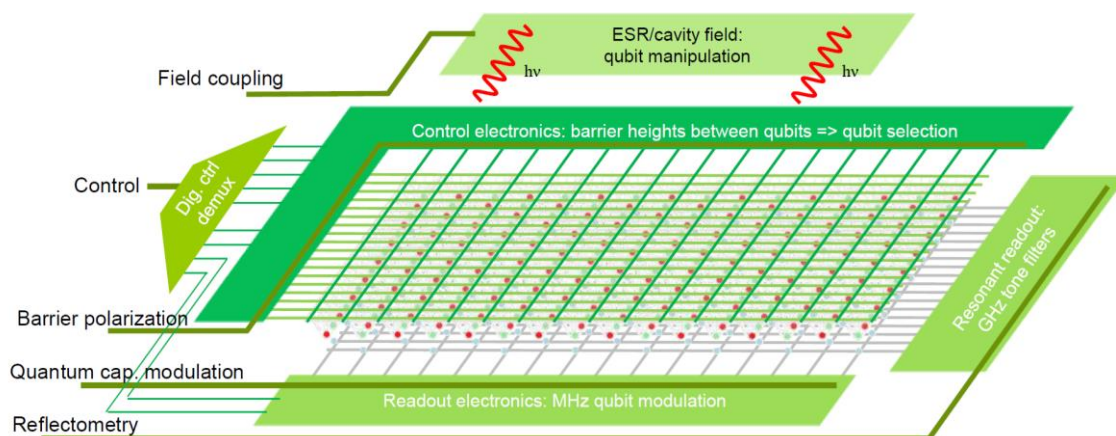 ESR/cavity field:
qubit manipulation
hν
hν
Field coupling
Control electronics: barrier heights between qubits => qubit selection
Control
Dig. ctrl
demux
Resonant readout:
GHz tone filters
Barrier polarization
Quantum cap. modulation
Readout electronics: MHz qubit modulation
Reflectometry